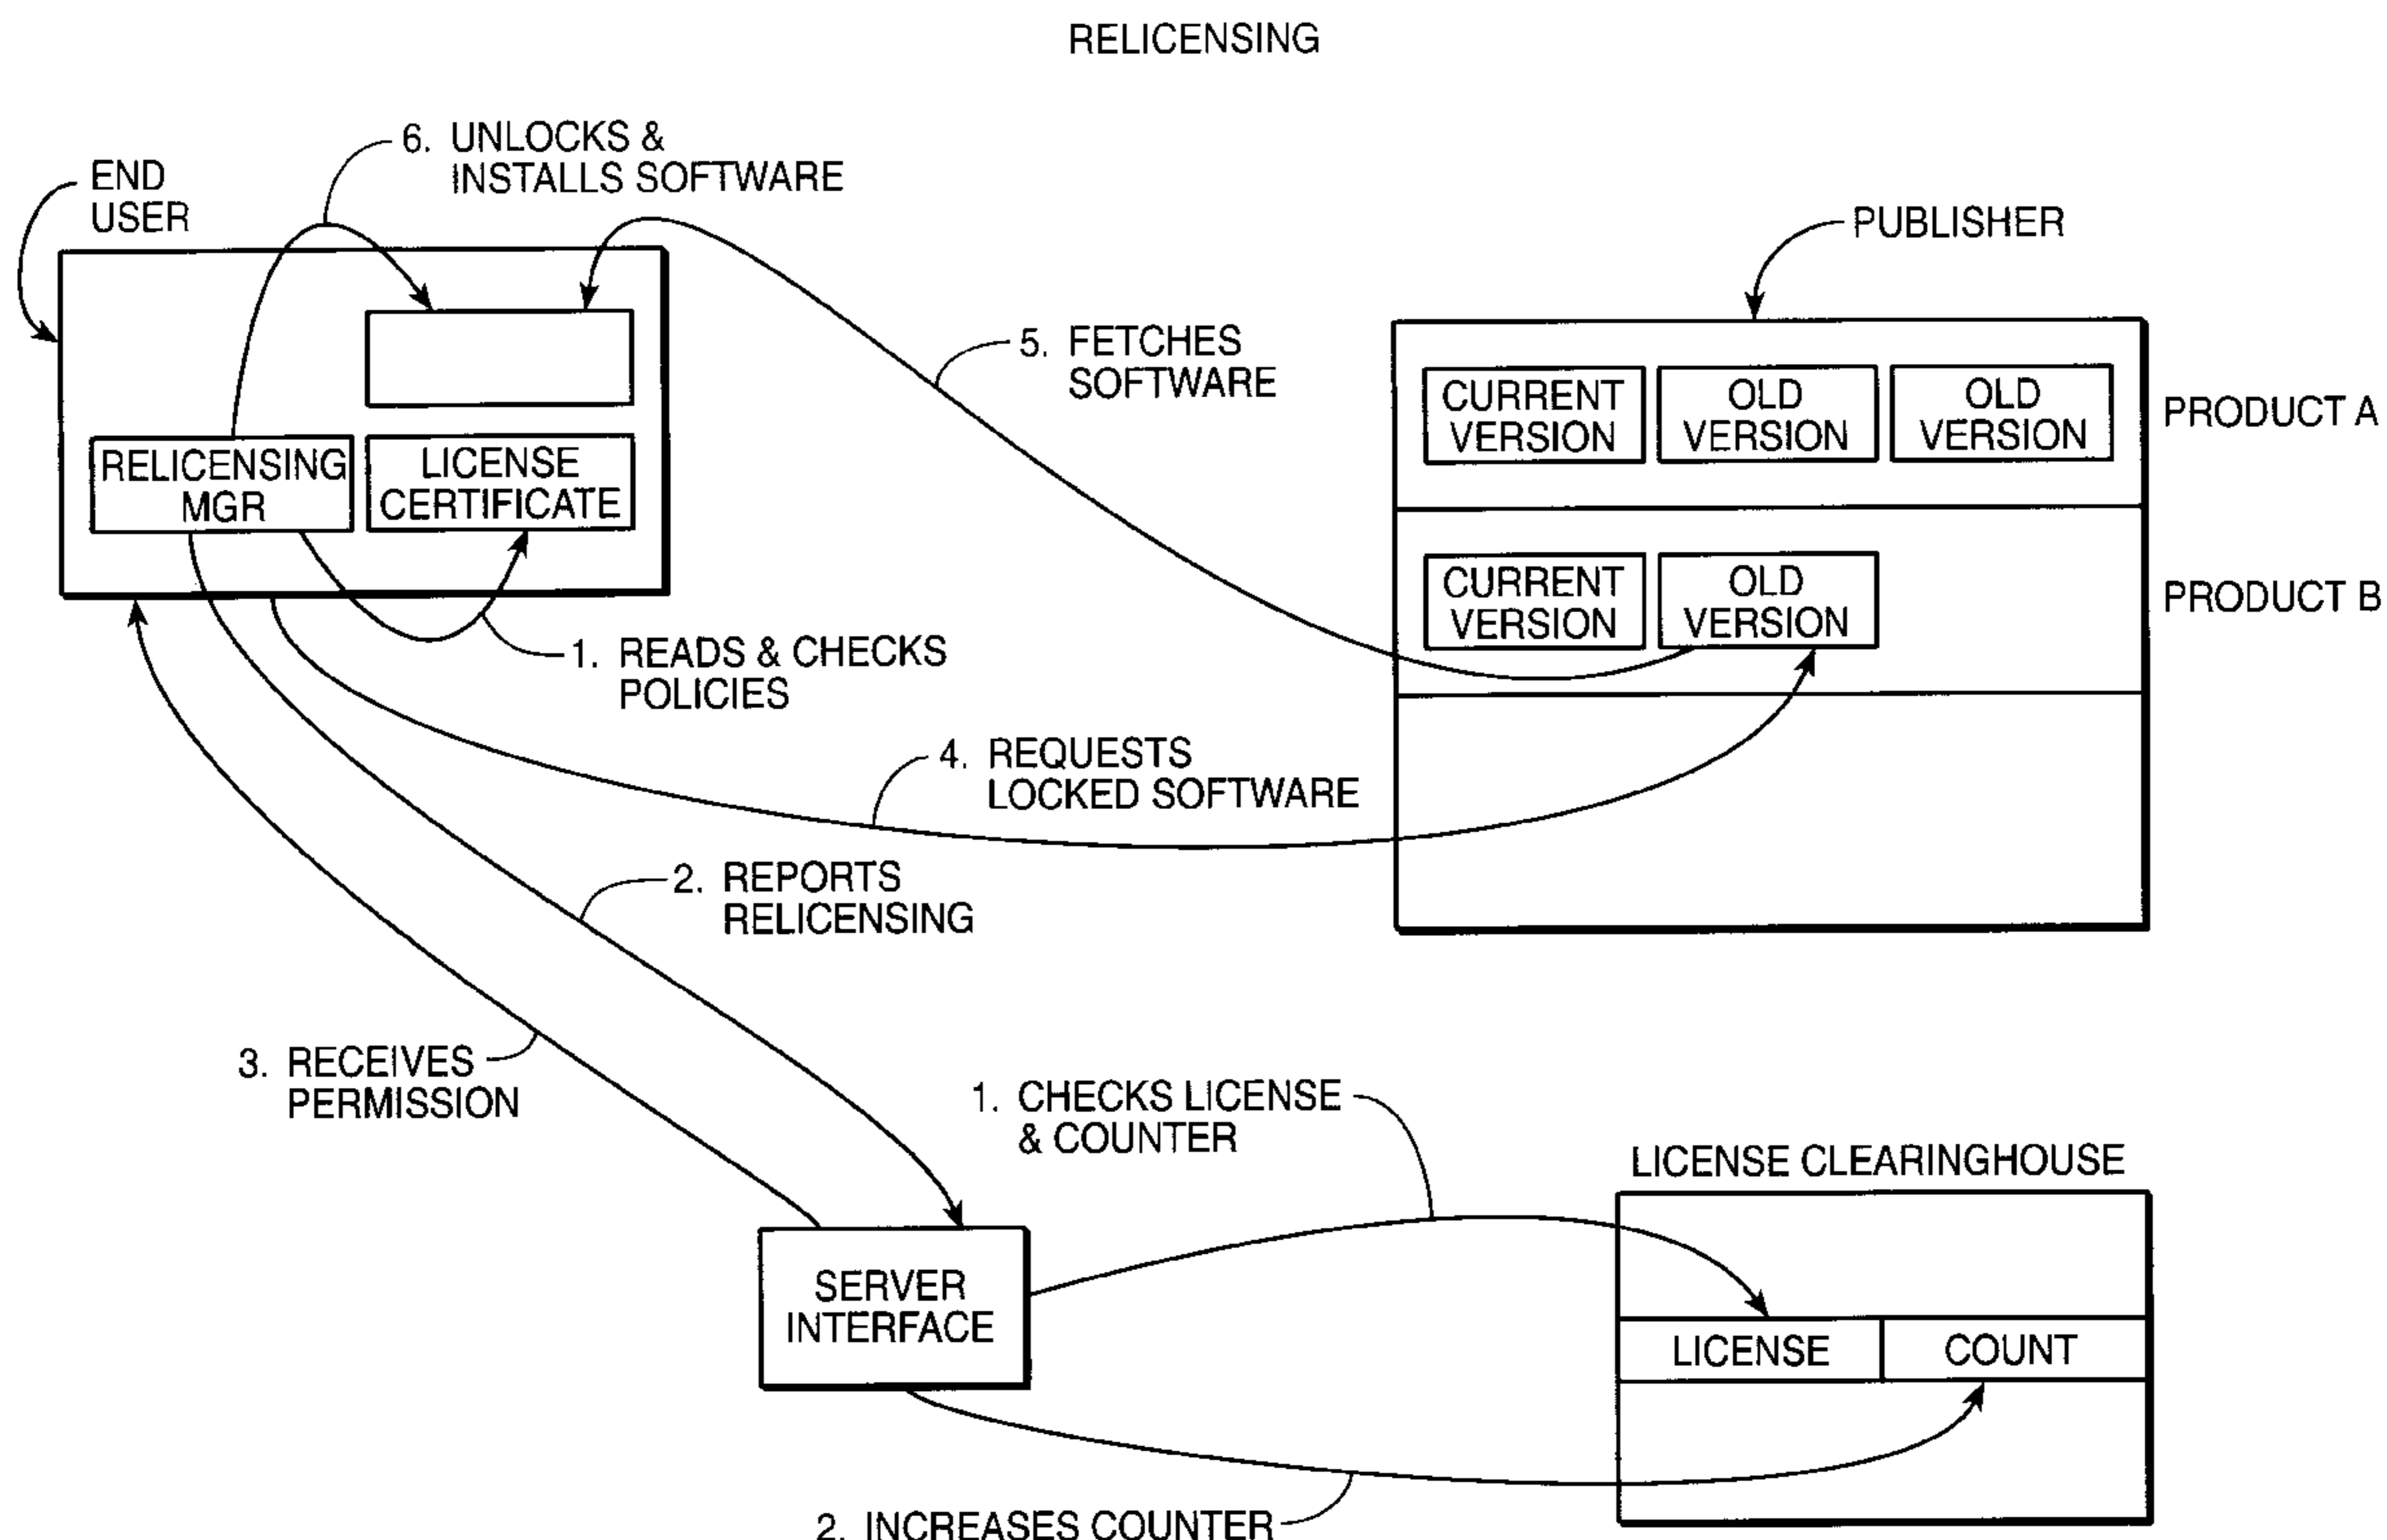 RELICENSING
6. UNLOCKS &
INSTALLS SOFTWARE
END
USER
PUBLISHER
5. FETCHES
SOFTWARE
CURRENT
VERSION
OLD
VERSION
OLD
VERSION
PRODUCT A
RELICENSING
MGR
LICENSE
CERTIFICATE
CURRENT
VERSION
OLD
VERSION
PRODUCT B
1. READS & CHECKS
POLICIES
4. REQUESTS
LOCKED SOFTWARE
2. REPORTS
RELICENSING
3. RECEIVES
PERMISSION
1. CHECKS LICENSE
& COUNTER
LICENSE CLEARINGHOUSE
SERVER
INTERFACE
LICENSE
COUNT
2. INCREASES COUNTER